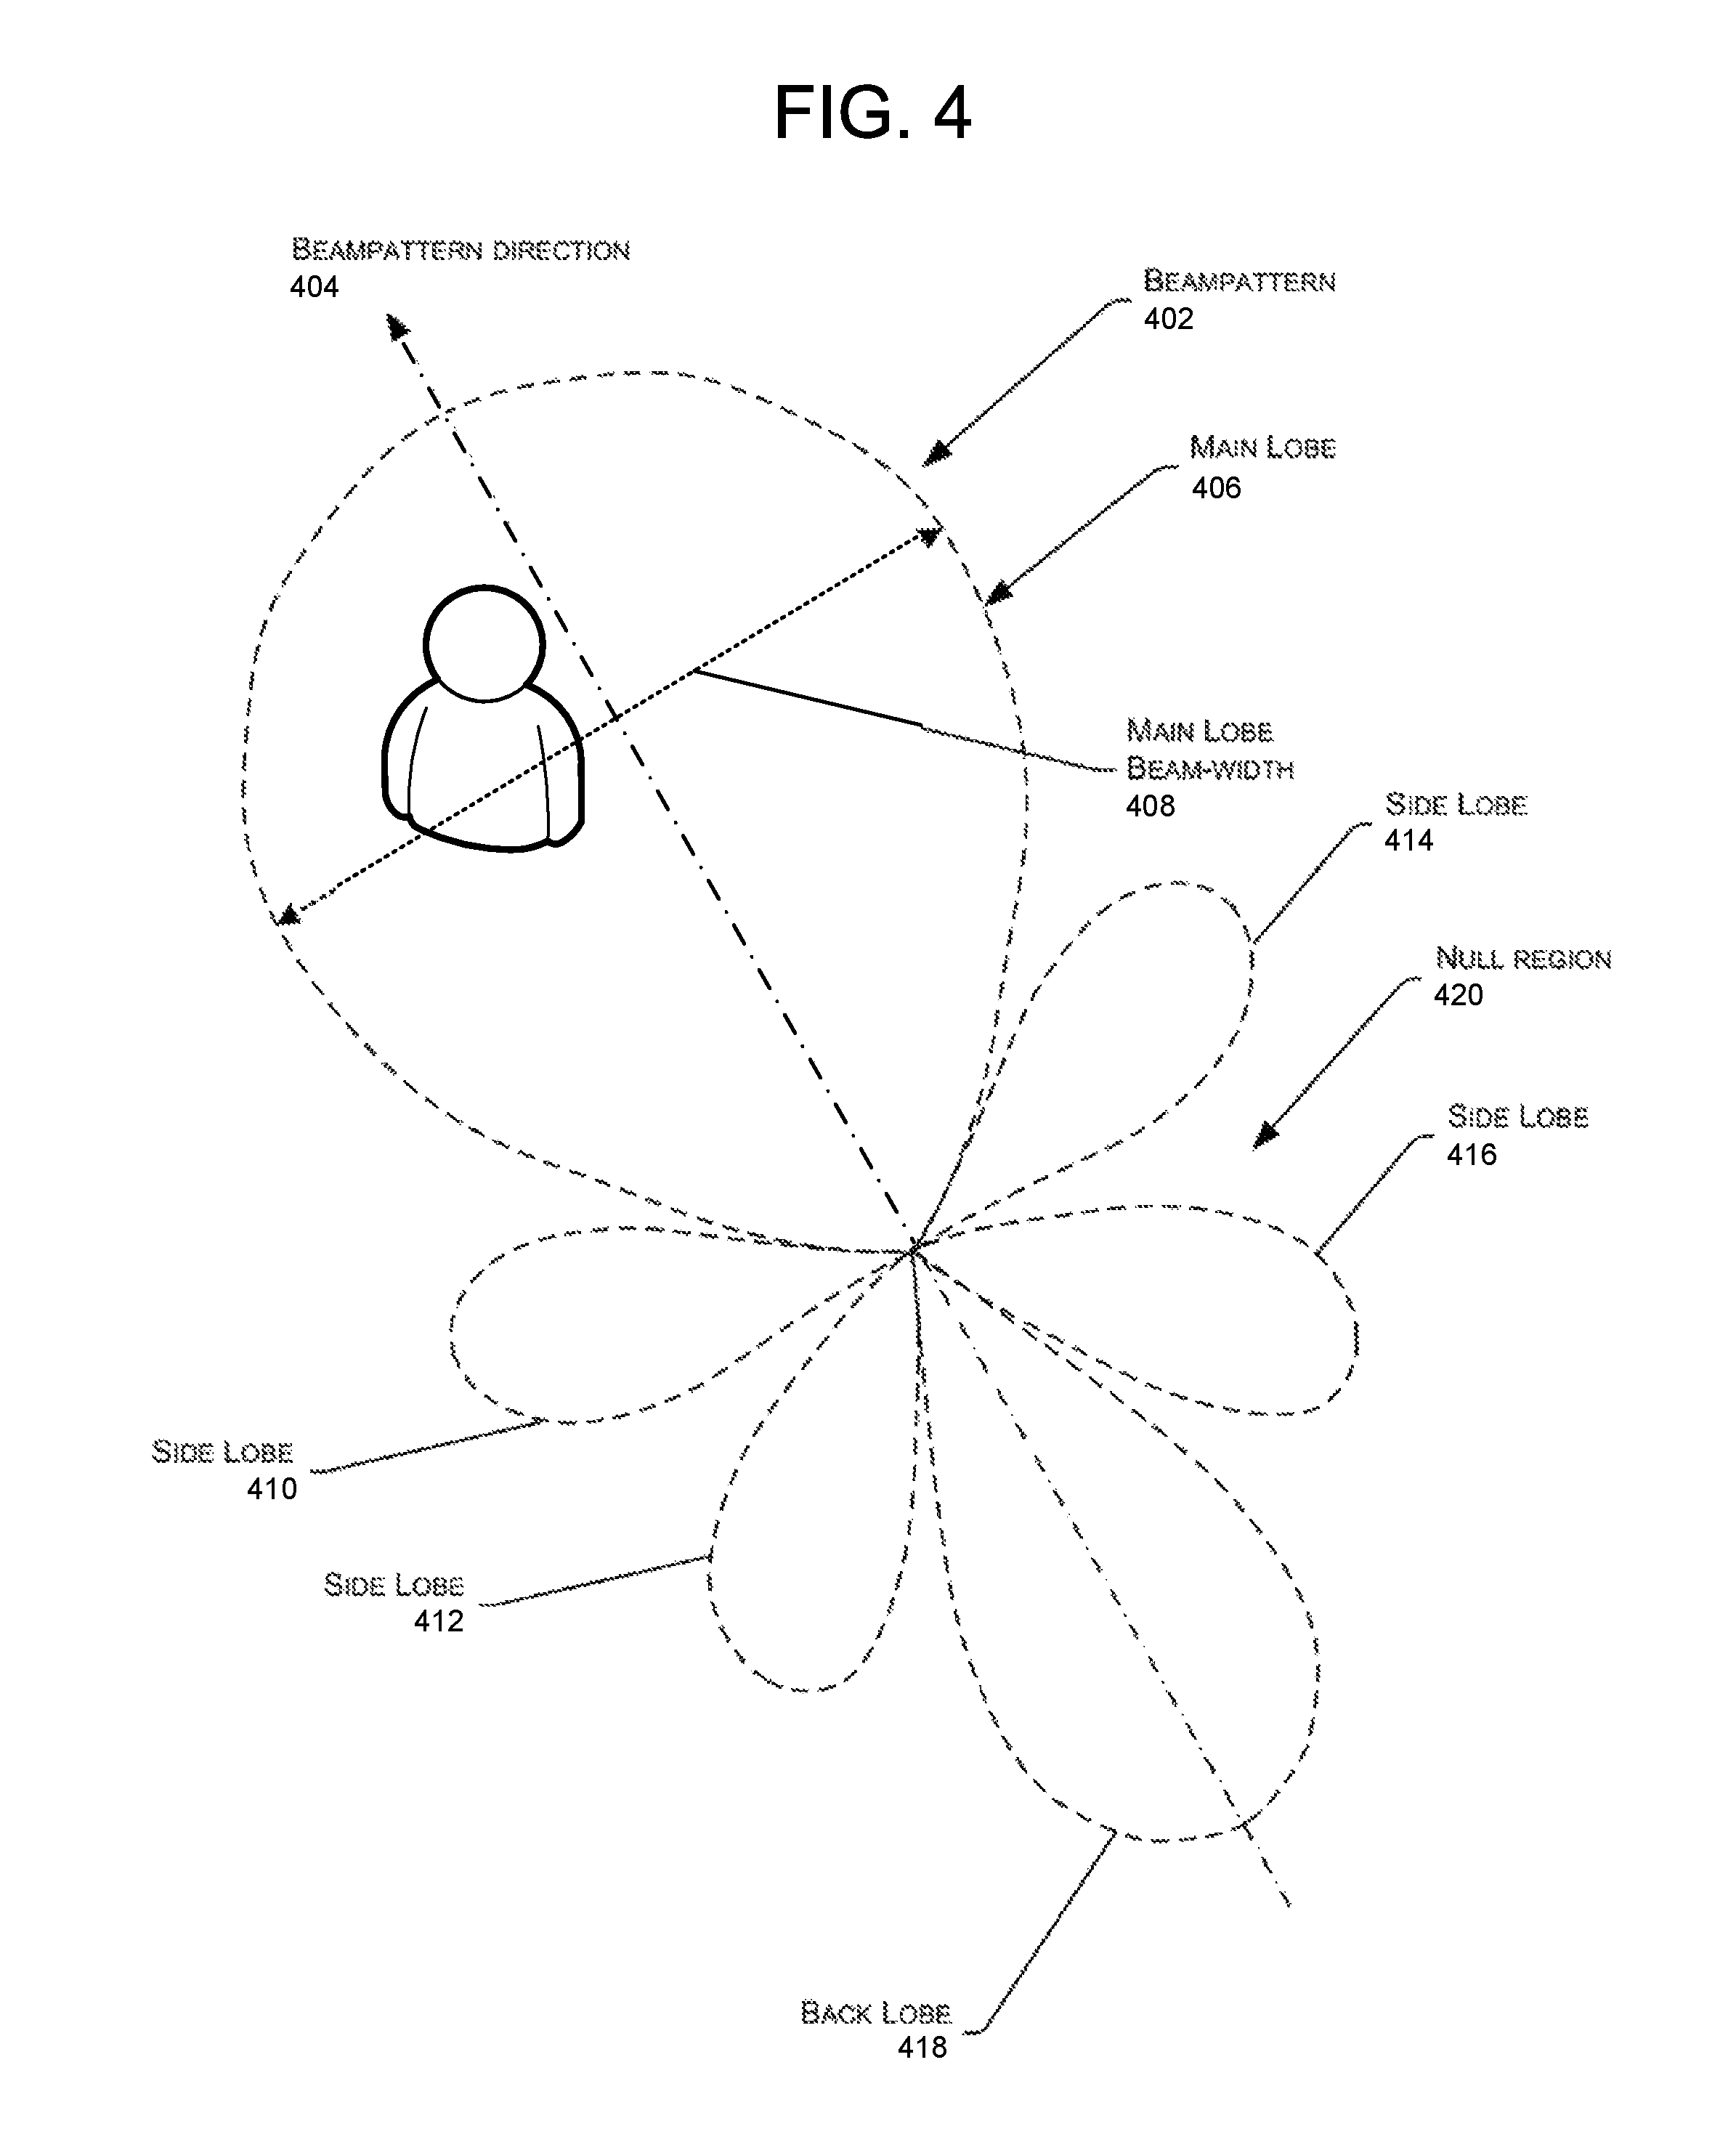 FIG. 4
BEAMPATTERN DIRECTION
404
BEAMPATTERN
402
MAIN LOBE
406
MAIN LOBE
BEAM-WIDTH
408
SIDE LOBE
414
NULL REGION
420
SIDE LOBE
416
SIDE LOBE
410
SIDE LOBE
412
BACK LOBE
418